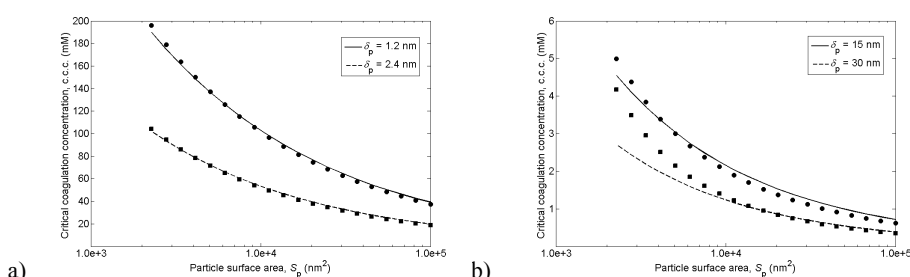 a)
Critical coagulation concentration, c.c.c. (mM)
200
180
160
140
120
100
80
60
40
20
δp = 1.2 nm
δp = 2.4 nm
1.0e+3
1.0e+4
1.0e+5
Particle surface area, Sp (nm²)
b)
Critical coagulation concentration, c.c.c. (mM)
6
5
4
3
2
1
δp = 15 nm
δp = 30 nm
1.0e+3
1.0e+4
1.0e+5
Particle surface area, Sp (nm²)